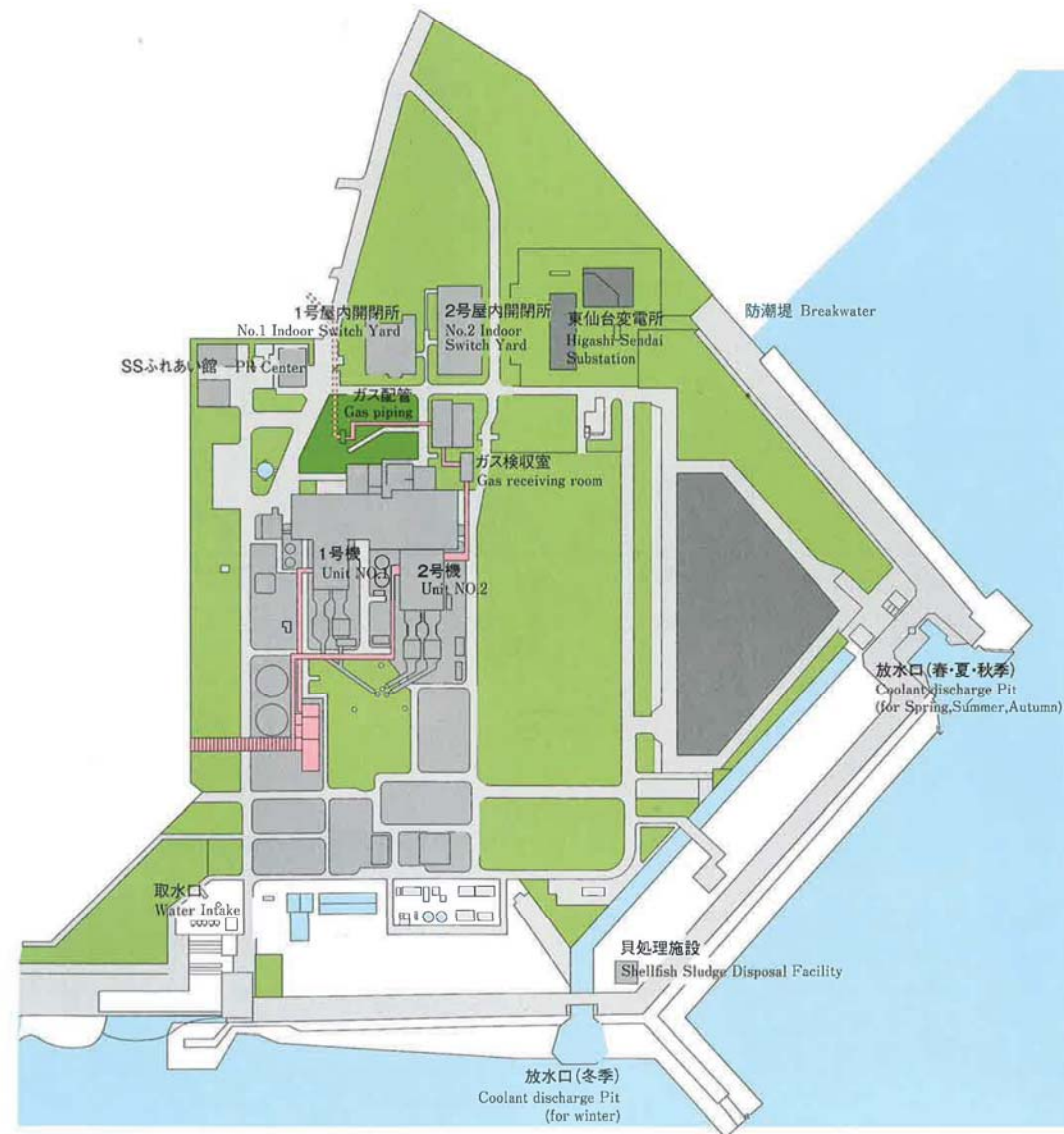 1号屋内開閉所
No.1 Indoor Switch Yard
2号屋内開閉所
No.2 Indoor
Switch Yard
東仙台変電所
Higashi Sendai
Substation
防潮堤 Breakwater
SSふれあい館 PR Center
ガス配管
Gas piping
ガス検収室
Gas receiving room
1号機
Unit NO.1
2号機
Unit NO.2
放水口(春・夏・秋季)
Coolant discharge Pit
(for Spring,Summer,Autumn)
取水口
Water Intake
貝処理施設
Shellfish Sludge Disposal Facility
放水口(冬季)
Coolant discharge Pit
(for winter)